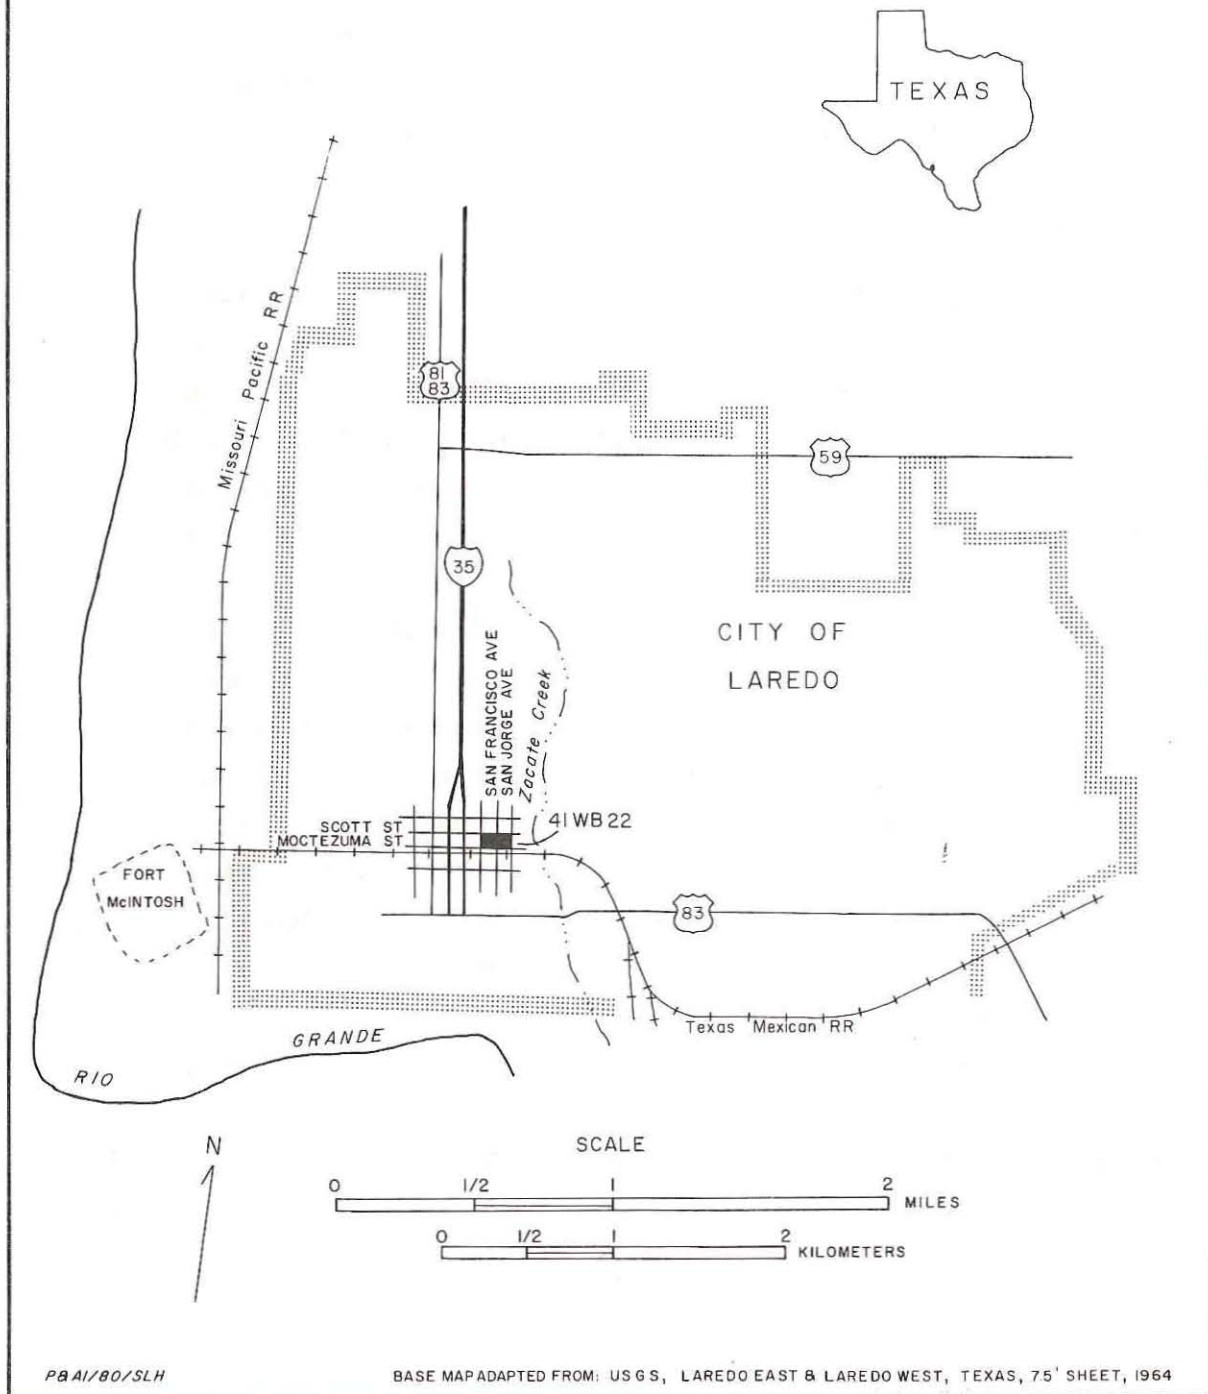 TEXAS
Missouri Pacific RR
81
83
59
35
CITY OF
LAREDO
SAN FRANCISCO AVE
SAN JORGE AVE
Zacate Creek
SCOTT ST
MOCTEZUMA ST
41WB22
FORT
McINTOSH
83
Texas Mexican RR
RIO GRANDE
N
SCALE
0 1/2 1 2
MILES
0 1/2 1 2
KILOMETERS
P&AI/80/SLH
BASE MAP ADAPTED FROM: USGS, LAREDO EAST & LAREDO WEST, TEXAS, 7.5' SHEET, 1964